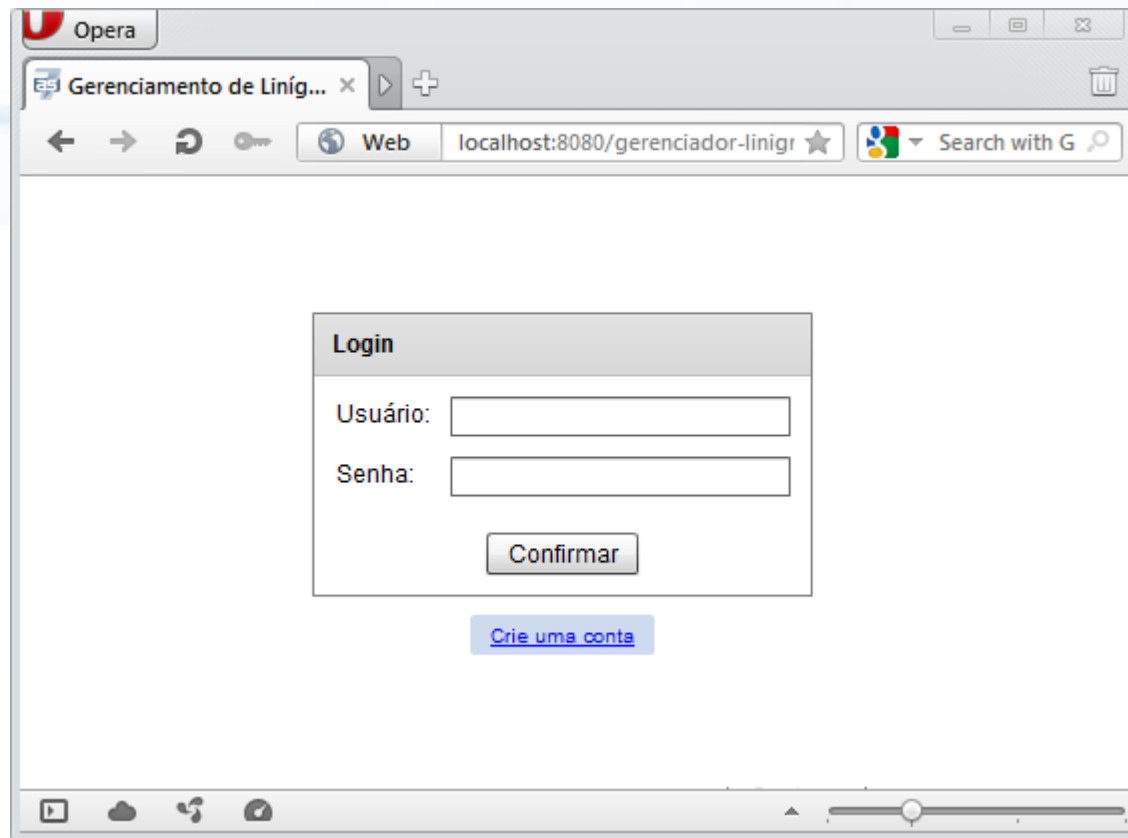 Opera
Gerenciamento de Liníg...
Web localhost:8080/gerenciador-linigr Search with G
Login
Usuário:
Senha:
Confirmar
Crie uma conta